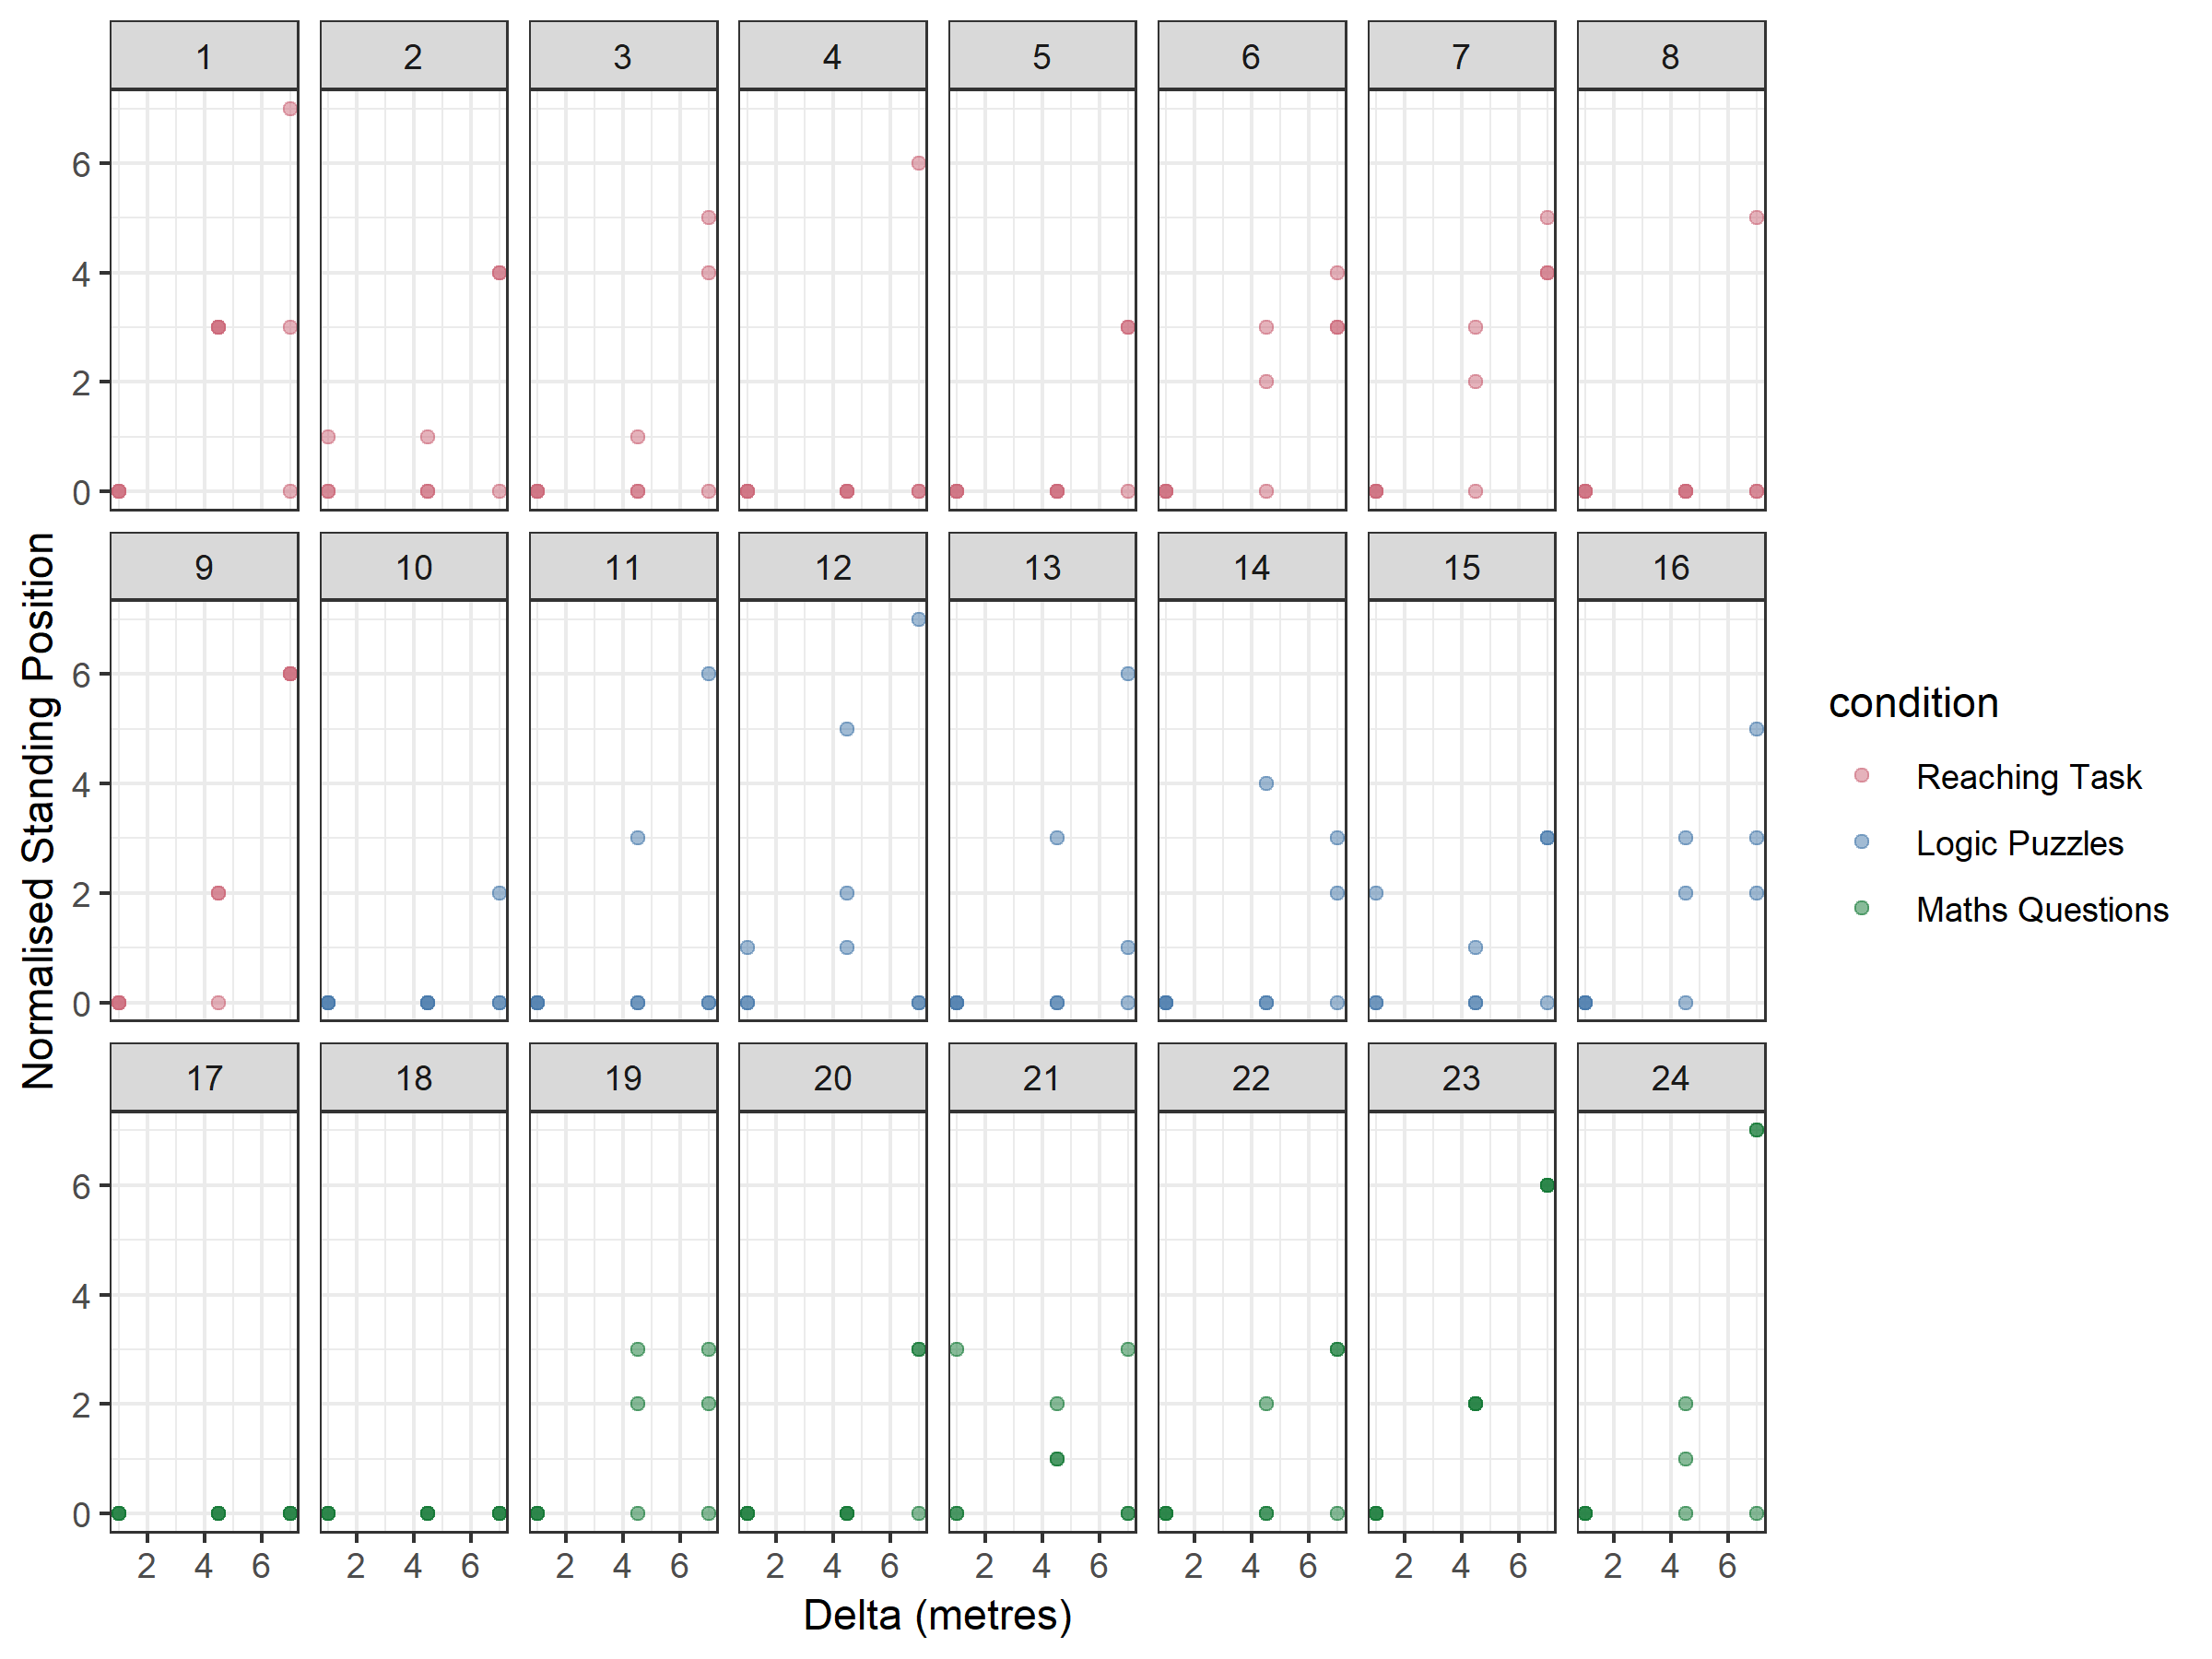 1 2 3 4 5 6 7 8
6
4
2
0
9 10 11 12 13 14 15 16
6
4
2
0
17 18 19 20 21 22 23 24
6
4
2
0
2 4 6 2 4 6 2 4 6 2 4 6 2 4 6 2 4 6 2 4 6 2 4 6
Delta (metres)
Normalised Standing Position
condition
Reaching Task
Logic Puzzles
Maths Questions